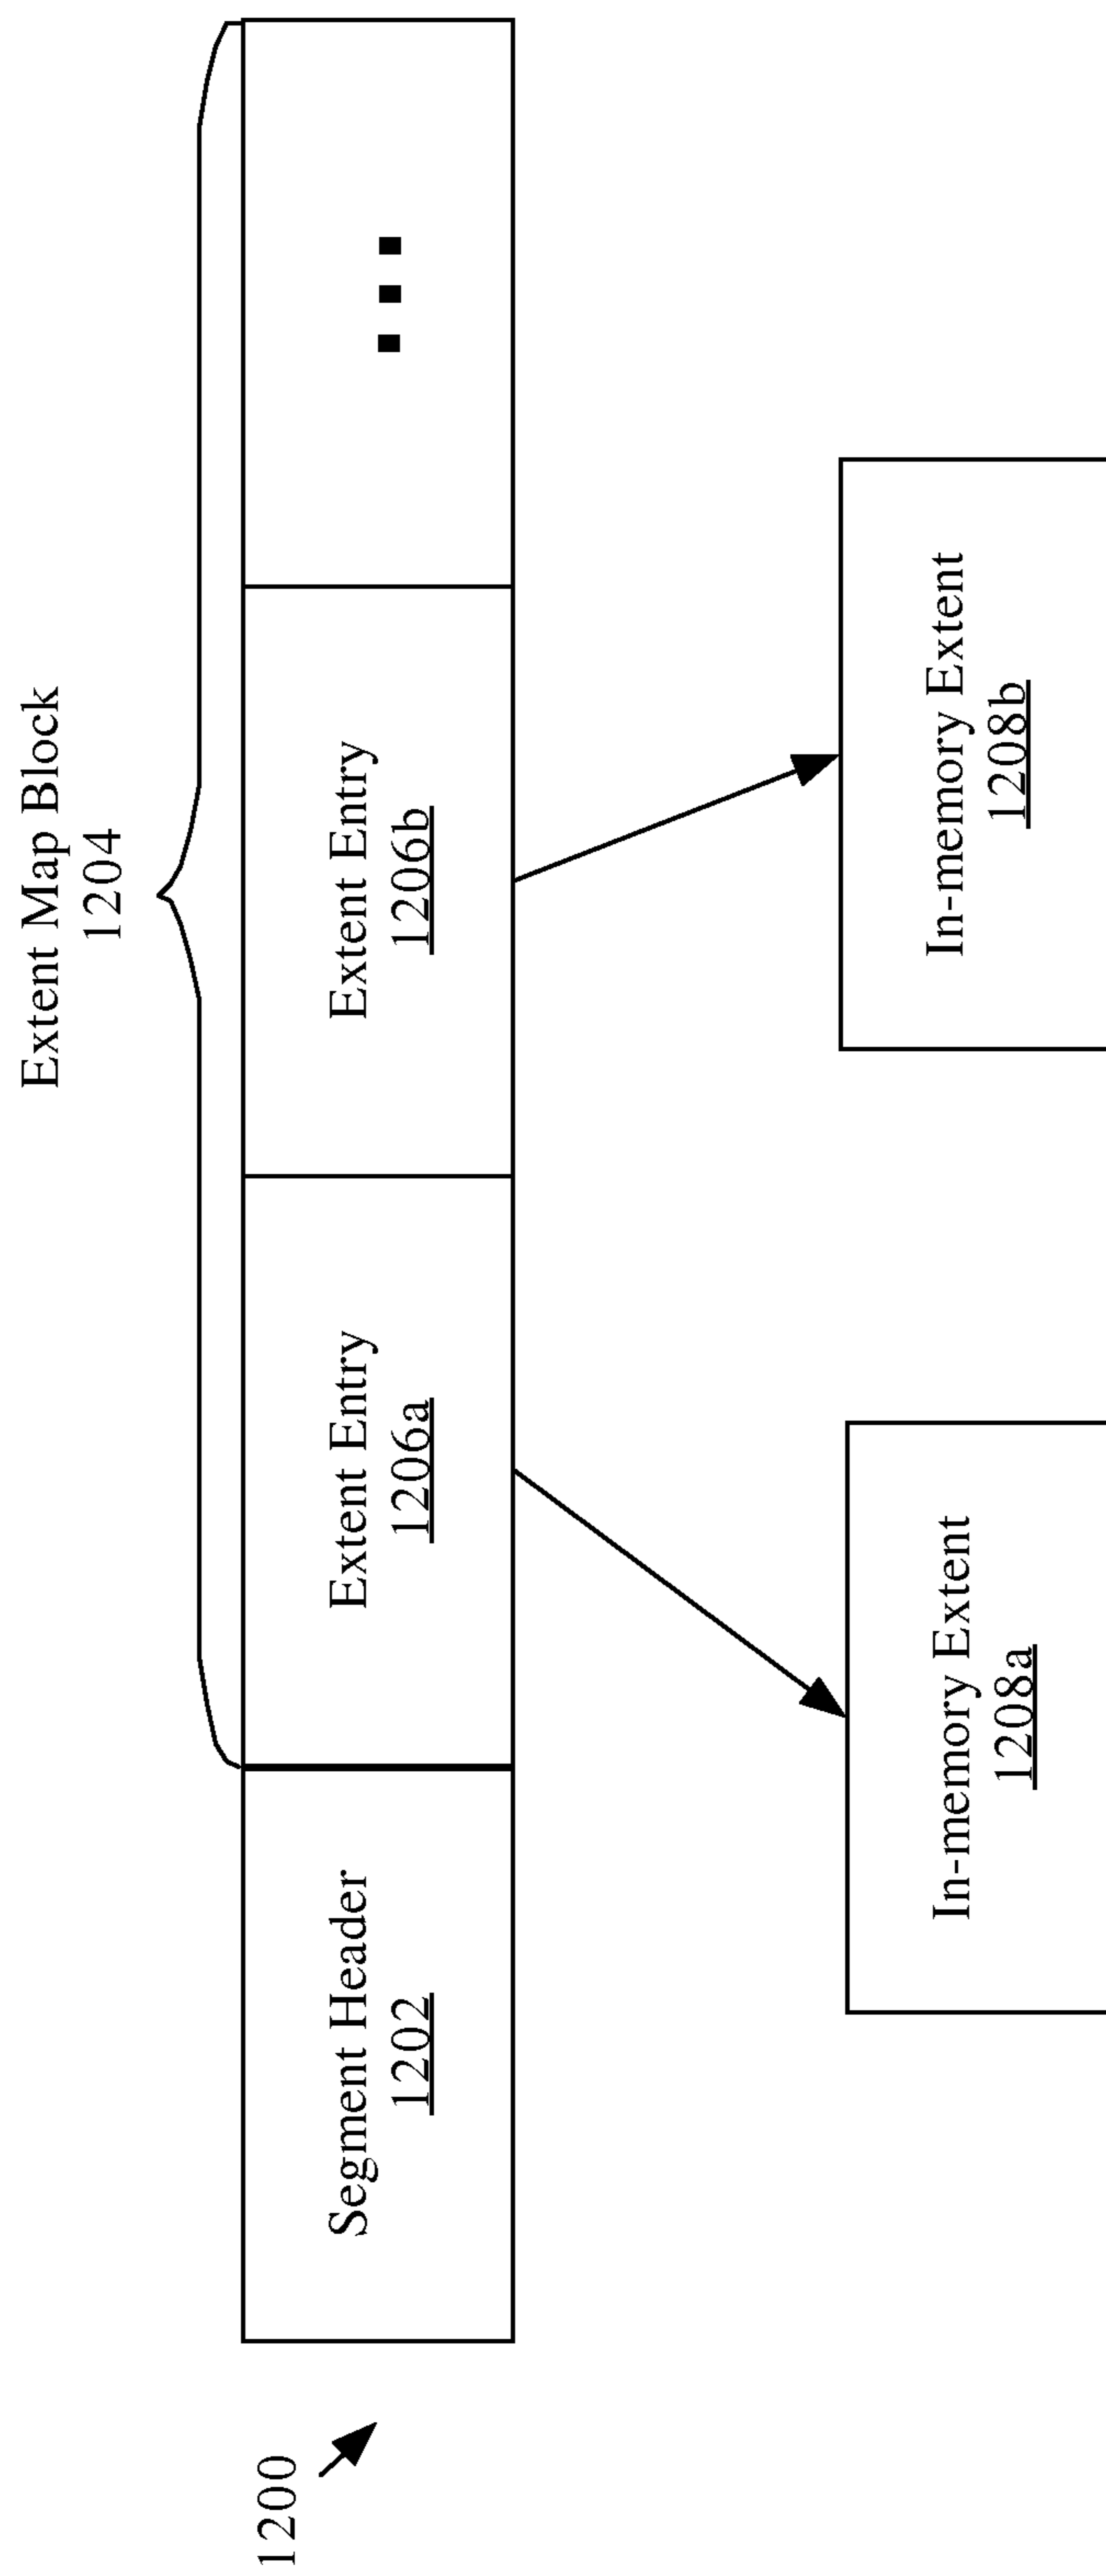 Extent Map Block
1204
1200
Segment Header
1202
Extent Entry
1206a
Extent Entry
1206b
In-memory Extent
1208a
In-memory Extent
1208b